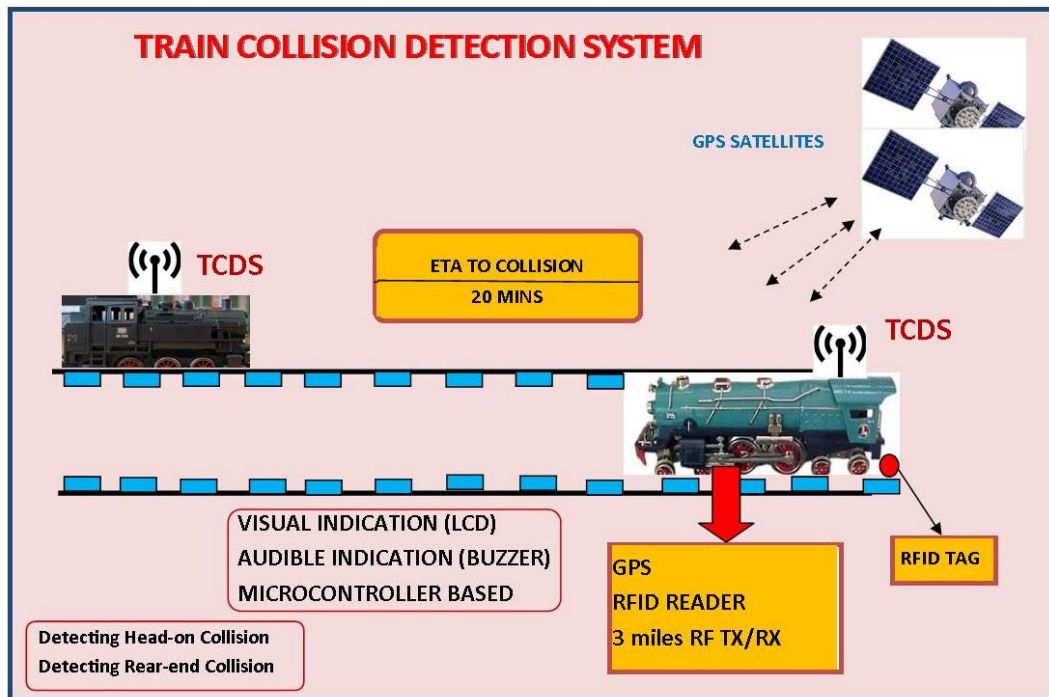 TRAIN COLLISION DETECTION SYSTEM
GPS SATELLITES
TCDS
ETA TO COLLISION
20 MINS
TCDS
VISUAL INDICATION (LCD)
AUDIBLE INDICATION (BUZZER)
MICROCONTROLLER BASED
GPS
RFID READER
3 miles RF TX/RX
RFID TAG
Detecting Head-on Collision
Detecting Rear-end Collision